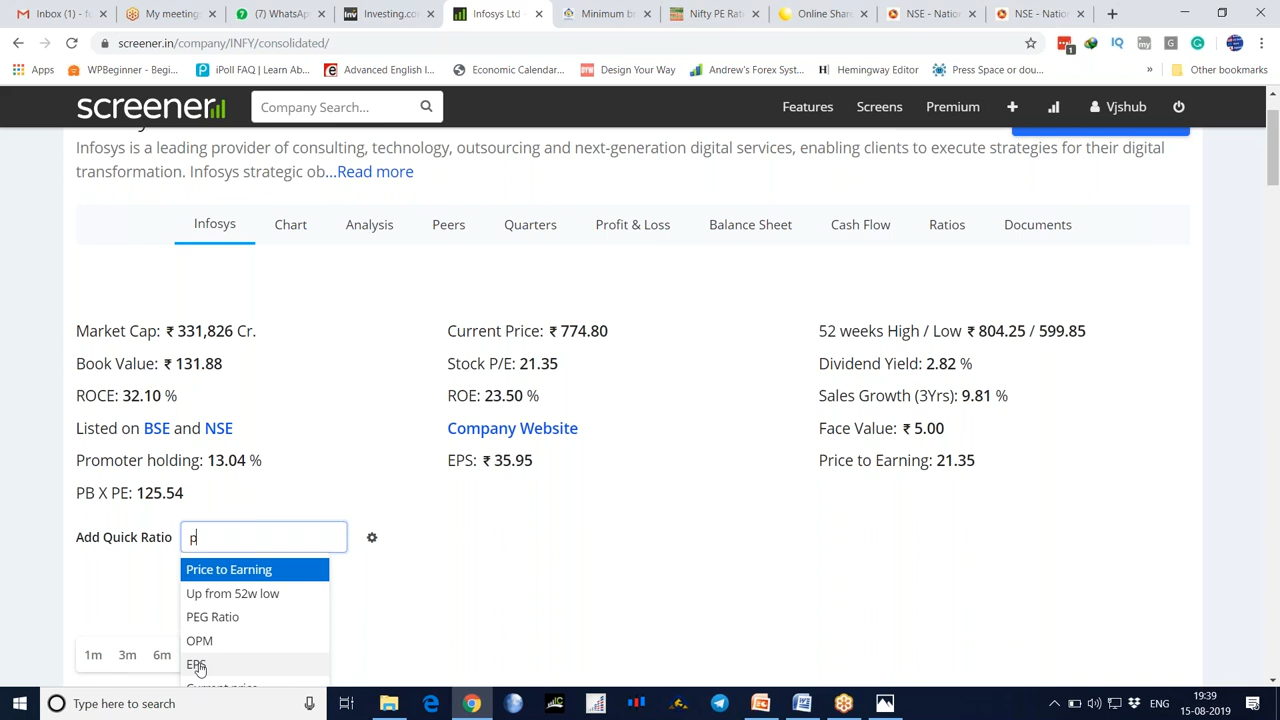 Inbox (1) - fo
My meeting
(7) WhatsA
Investing.co
Infosys Ltd
Minimum b
Nifty PE Ra
Online Shar
NSE - Natio
NSE - Natio
screener.in/company/INFY/consolidated/
Apps
WPBeginner - Begi...
iPoll FAQ | Learn Ab...
Advanced English I...
Economic Calendar...
Design Your Way
Andrew's Forex Syst...
Hemingway Editor
Press Space or dou...
»
Other bookmarks
screener
Company Search...
Features
Screens
Premium
Vjshub
Infosys is a leading provider of consulting, technology, outsourcing and next-generation digital services, enabling clients to execute strategies for their digital
transformation. Infosys strategic ob...Read more
Infosys
Chart
Analysis
Peers
Quarters
Profit & Loss
Balance Sheet
Cash Flow
Ratios
Documents
Market Cap: ₹ 331,826 Cr.
Current Price: ₹ 774.80
52 weeks High / Low ₹ 804.25 / 599.85
Book Value: ₹ 131.88
Stock P/E: 21.35
Dividend Yield: 2.82 %
ROCE: 32.10 %
ROE: 23.50 %
Sales Growth (3Yrs): 9.81 %
Listed on BSE and NSE
Company Website
Face Value: ₹ 5.00
Promoter holding: 13.04 %
EPS: ₹ 35.95
Price to Earning: 21.35
PB X PE: 125.54
Add Quick Ratio
p
Price to Earning
Up from 52w low
PEG Ratio
OPM
EPS
Current price
1m
3m
6m
Type here to search
ENG
19:39
15-08-2019